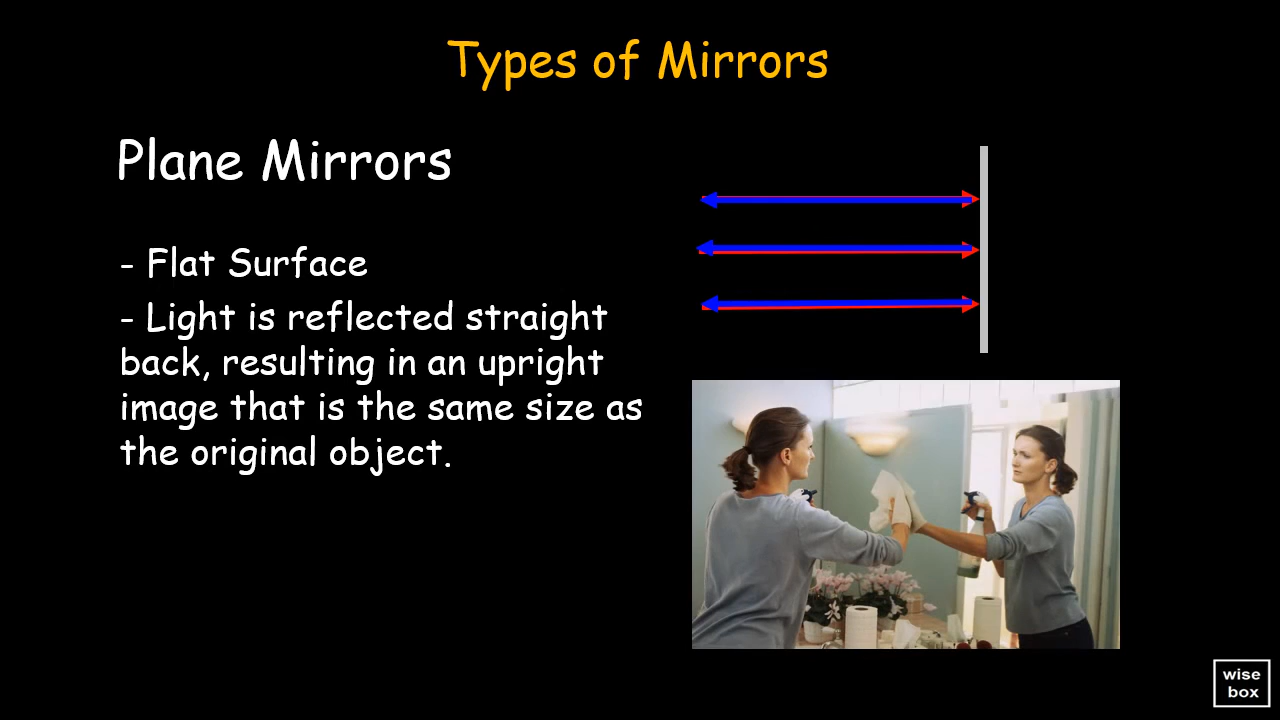 Types of Mirrors
Plane Mirrors
- Flat Surface
- Light is reflected straight
back, resulting in an upright
image that is the same size as
the original object.
wise
box